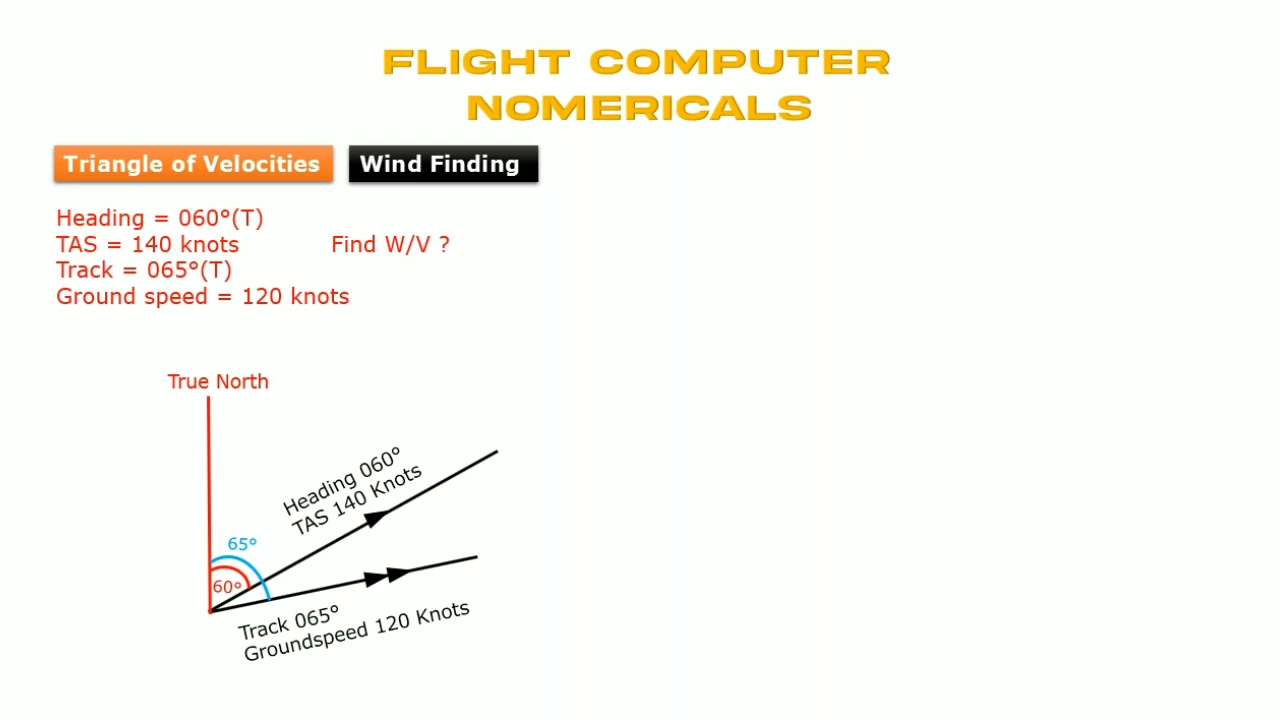 FLIGHT COMPUTER
NOMERICALS
Triangle of Velocities
Wind Finding
Heading = 060°(T)
TAS = 140 knots
Find W/V ?
Track = 065°(T)
Ground speed = 120 knots
True North
Heading 060°
TAS 140 Knots
65°
60°
Track 065°
Groundspeed 120 Knots